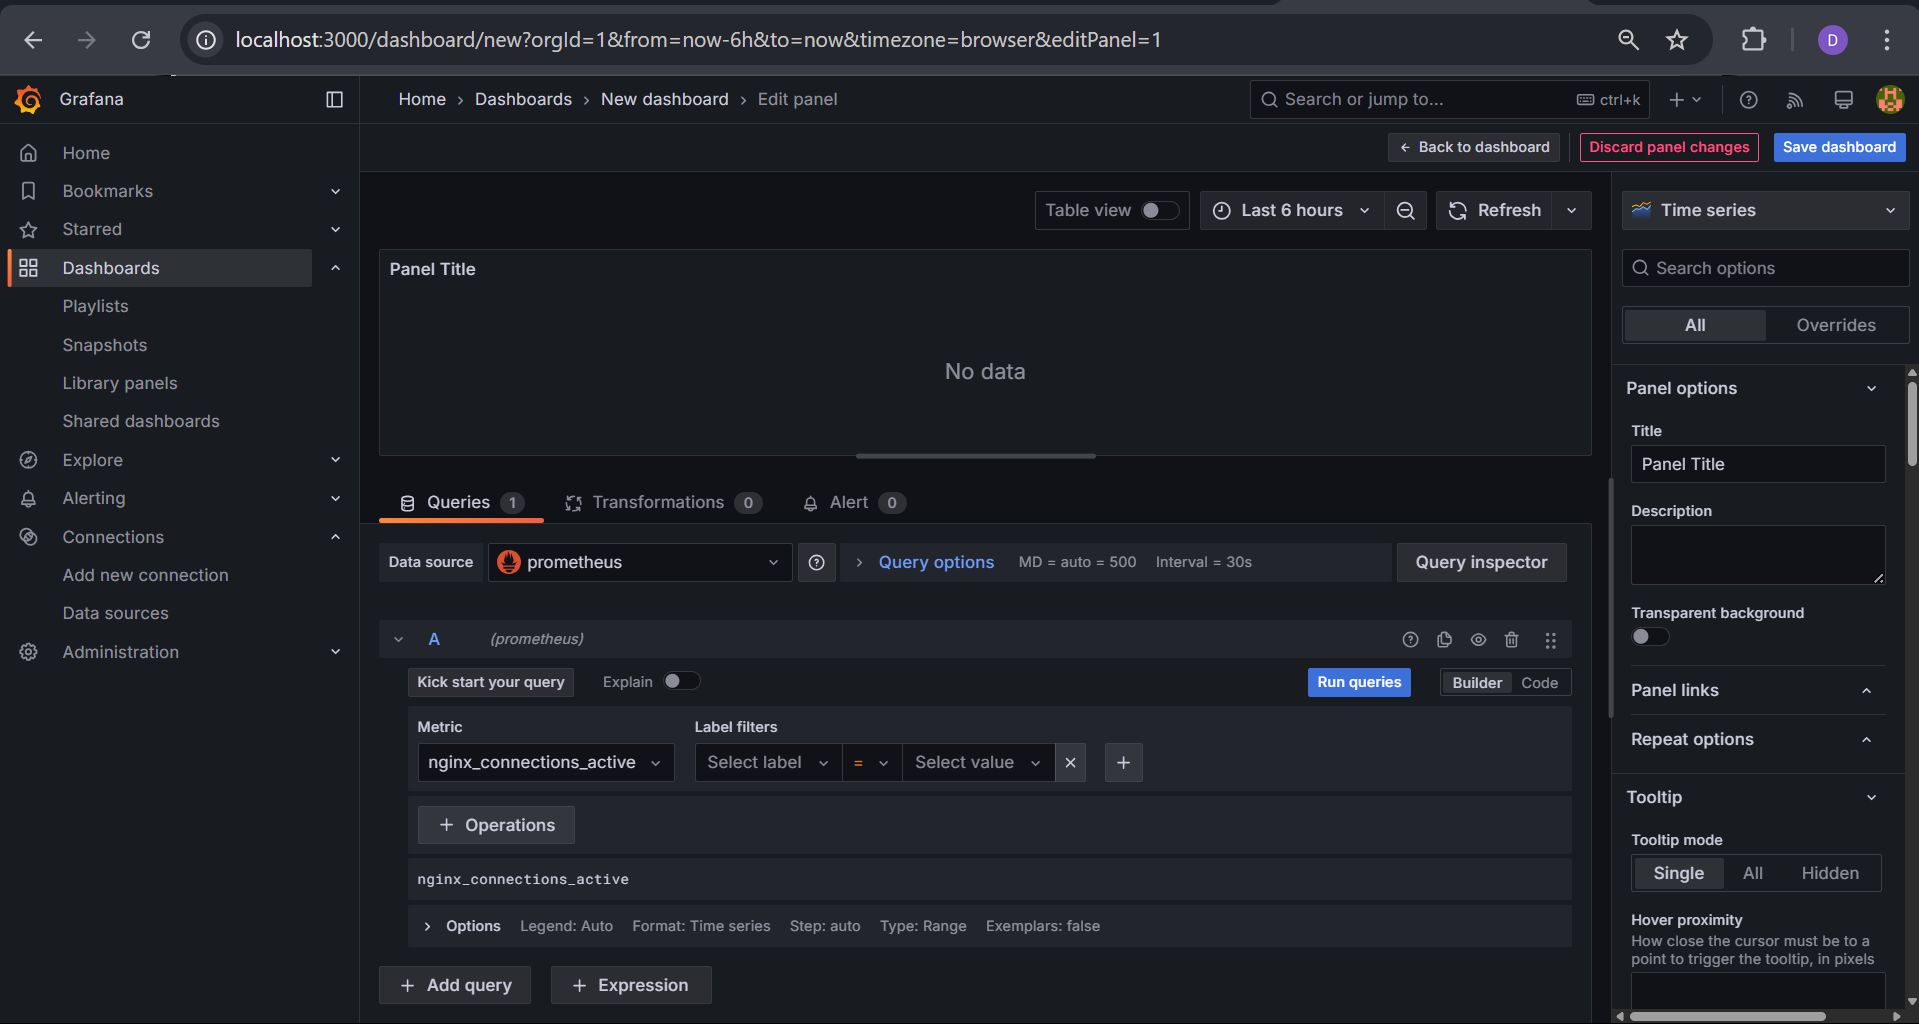 localhost:3000/dashboard/new?orgId=1&from=now-6h&to=now&timezone=browser&editPanel=1
D
Grafana
Home › Dashboards › New dashboard › Edit panel
Search or jump to...
ctrl+k
Back to dashboard
Discard panel changes
Save dashboard
Home
Bookmarks
Starred
Dashboards
Playlists
Snapshots
Library panels
Shared dashboards
Explore
Alerting
Connections
Add new connection
Data sources
Administration
Table view
Last 6 hours
Refresh
Panel Title
No data
Queries 1
Transformations 0
Alert 0
Data source
prometheus
Query options
MD = auto = 500
Interval = 30s
Query inspector
A
(prometheus)
Kick start your query
Explain
Run queries
Builder
Code
Metric
Label filters
nginx_connections_active
Select label
=
Select value
+ Operations
nginx_connections_active
Options
Legend: Auto
Format: Time series
Step: auto
Type: Range
Exemplars: false
+ Add query
+ Expression
Time series
Search options
All
Overrides
Panel options
Title
Panel Title
Description
Transparent background
Panel links
Repeat options
Tooltip
Tooltip mode
Single
All
Hidden
Hover proximity
How close the cursor must be to a
point to trigger the tooltip, in pixels